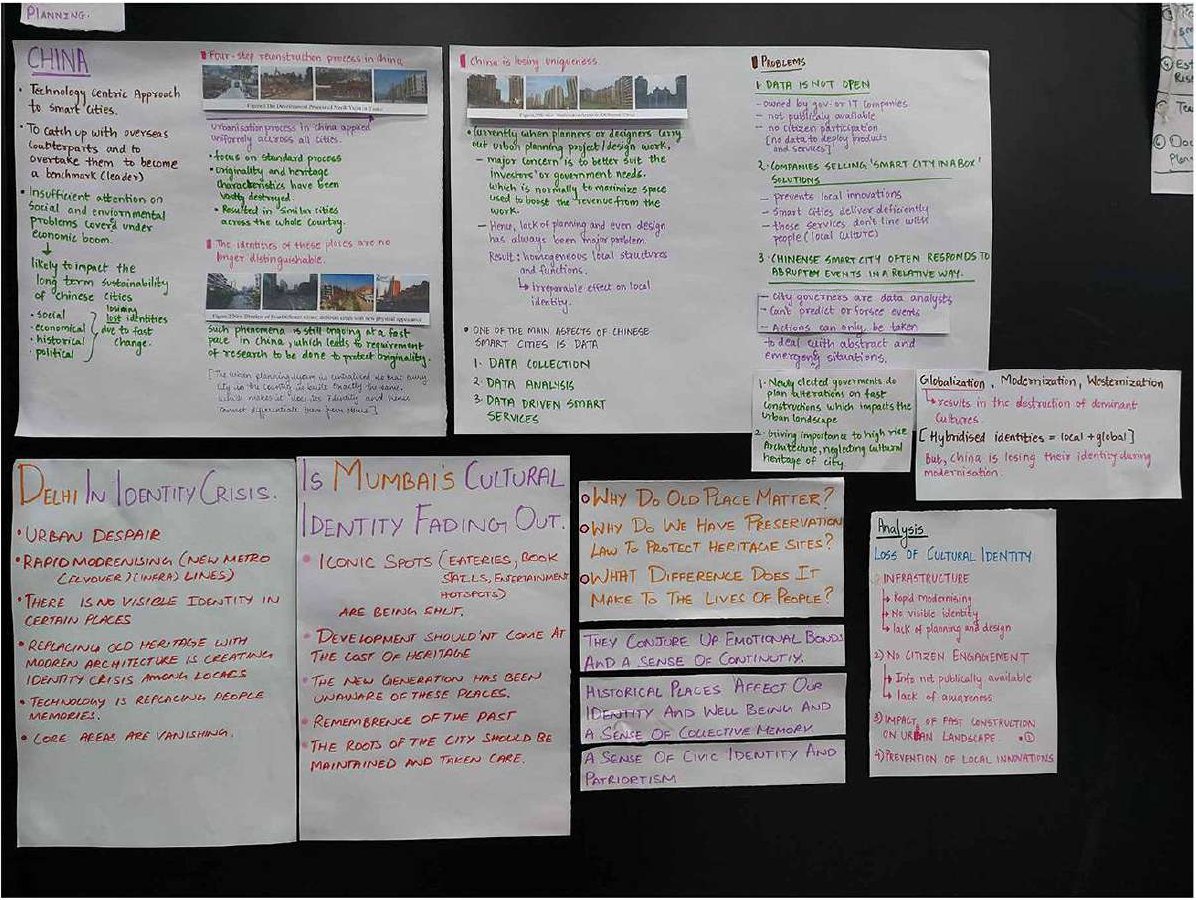 PLANNING.
CHINA
• Technology centric Approach
to smart cities.
• To catch up with overseas
couterparts and to
overtake them to become
a benchmark (leader)
• Insufficient attention on
social and enviornmental
problems coverd under
economic boom.
likely to impact the
long term sustainability
of chinese cities
• social
• economical
• historical
• political
lost identities
due to fast
change.
Four-step reconstruction process in china
urbanisation process in china applied
uniformly accross all cities.
• focus on standard process
• originality and heritage
characteristics have been
vastly destroyed.
• Resulted in similar cities
across the whole country.
The identities of these places are no
longer distinguishable.
such phenomena is still ongoing at a fast
pace in china, which leads to requirement
of research to be done to protect originality.
China is losing uniqueness.
• Currently when planners or designers carry
out urban planning project/design work.
– major concern is to better suit the
investors' or government needs.
which is normally to maximize space
used to boost the revenue from the
work.
– Hence, lack of planning and even design
has always been major problem
Result: homogeneous local structures
and functions.
Irreparable effect on local
identity.
• ONE OF THE MAIN ASPECTS OF CHINESE
SMART CITIES IS DATA
1. DATA COLLECTION
2. DATA ANALYSIS
3. DATA DRIVEN SMART
SERVICES
PROBLEMS
1. DATA IS NOT OPEN
– owned by gov. or IT companies
– not publically available
– no citizen participation
[no data to deploy products
and services]
2. COMPANIES SELLING 'SMART CITY IN A BOX'
SOLUTIONS
– prevents local innovations
– smart cities deliver deficiently
– those services don't line with
people (local culture)
3. CHINENSE SMART CITY OFTEN RESPONDS TO
ABRUPTED EVENTS IN A RELATIVE WAY.
– City governers are data analysts
– Can't predict or forsee events
– Actions can only be taken
to deal with abstract and
emergency situations.
1. Newly elected goverments do
plan alterations on fast
constructions which impacts the
urban landscape
2. Giving importance to high rise
Architecture, neglecting cultural
heritage of city
Globalization, Modernization, Westernization
results in the destruction of dominant
cultures
[Hybridised identities = local + global]
But, China is losing their identity during
modernisation.
DELHI IN IDENTITY CRISIS.
• URBAN DESPAIR
• RAPID MODRENISING (NEW METRO
(FLYOVER) (INFRA) LINES)
• THERE IS NO VISIBLE IDENTITY IN
CERTAIN PLACES
• REPLACING OLD HERITAGE WITH
MODREN ARCHITECTURE IS CREATING
IDENTITY CRISIS AMONG LOCALS
• TECHNOLOGY IS REPLACING PEOPLE
MEMORIES.
• CORE AREAS ARE VANISHING.
IS MUMBAI'S CULTURAL
IDENTITY FADING OUT.
• ICONIC SPOTS (EATERIES, BOOK
STALLS, ENTERTAINMENT
HOTSPOTS)
ARE BEING SHUT.
• DEVELOPMENT SHOULD'NT COME AT
THE COST OF HERITAGE
• THE NEW GENERATION HAS BEEN
UNAWARE OF THESE PLACES.
• REMEMBRENCE OF THE PAST
• THE ROOTS OF THE CITY SHOULD BE
MAINTAINED AND TAKEN CARE.
WHY DO OLD PLACE MATTER?
WHY DO WE HAVE PRESERVATION
LAW TO PROTECT HERITAGE SITES?
WHAT DIFFERENCE DOES IT
MAKE TO THE LIVES OF PEOPLE?
THEY CONJURE UP EMOTIONAL BONDS
AND A SENSE OF CONTINUTIY.
HISTORICAL PLACES AFFECT OUR
IDENTITY AND WELL BEING AND
A SENSE OF COLLECTIVE MEMORY
A SENSE OF CIVIC IDENTITY AND
PATRIORTISM
Analysis
LOSS OF CULTURAL IDENTITY
INFRASTRUCTURE
Rapid modernising
No visible identity
lack of planning and design
2) NO CITIZEN ENGAGEMENT
Info not publically available
lack of awareness
3) IMPACT OF FAST CONSTRUCTION
ON URBAN LANDSCAPE. •①
4) PREVENTION OF LOCAL INNOVATIONS